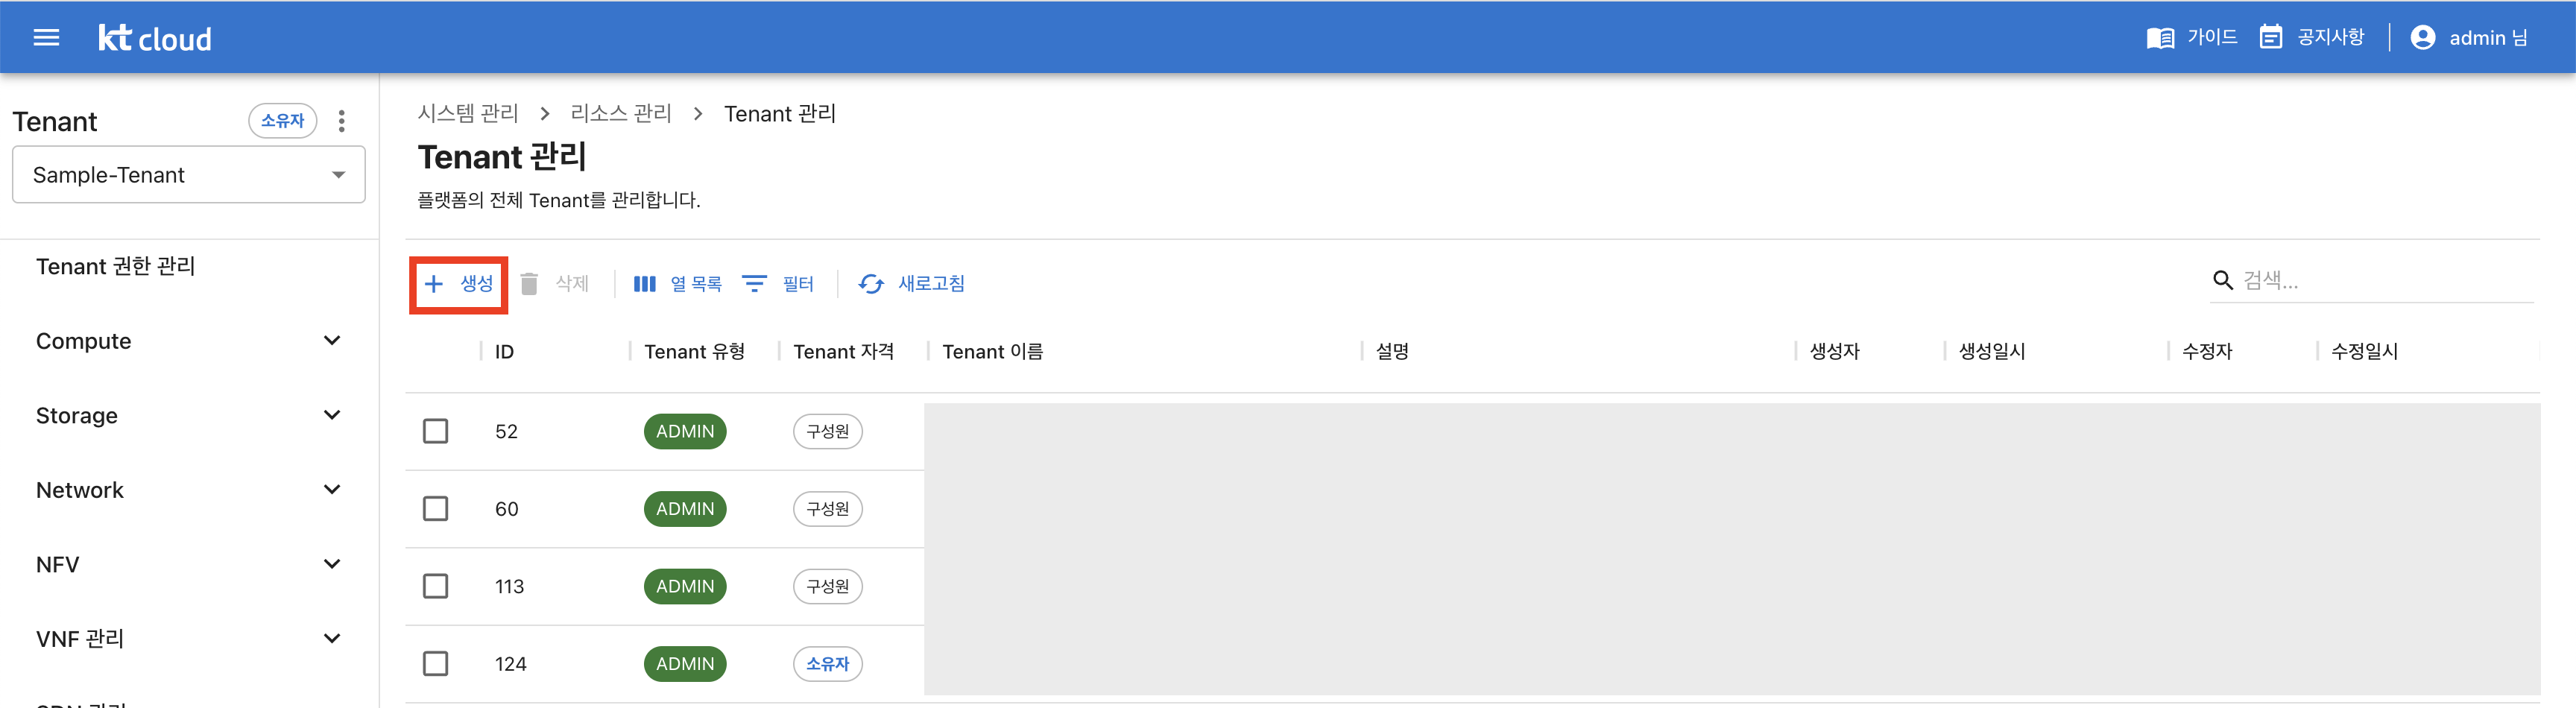 kt cloud
가이드
공지사항
admin 님
Tenant
소유자
Sample-Tenant
Tenant 권한 관리
Compute
Storage
Network
NFV
VNF 관리
시스템 관리 > 리소스 관리 > Tenant 관리
Tenant 관리
플랫폼의 전체 Tenant를 관리합니다.
+ 생성 삭제 열 목록 필터 새로고침
검색...
ID Tenant 유형 Tenant 자격 Tenant 이름 설명 생성자 생성일시 수정자 수정일시
52 ADMIN 구성원
60 ADMIN 구성원
113 ADMIN 구성원
124 ADMIN 소유자